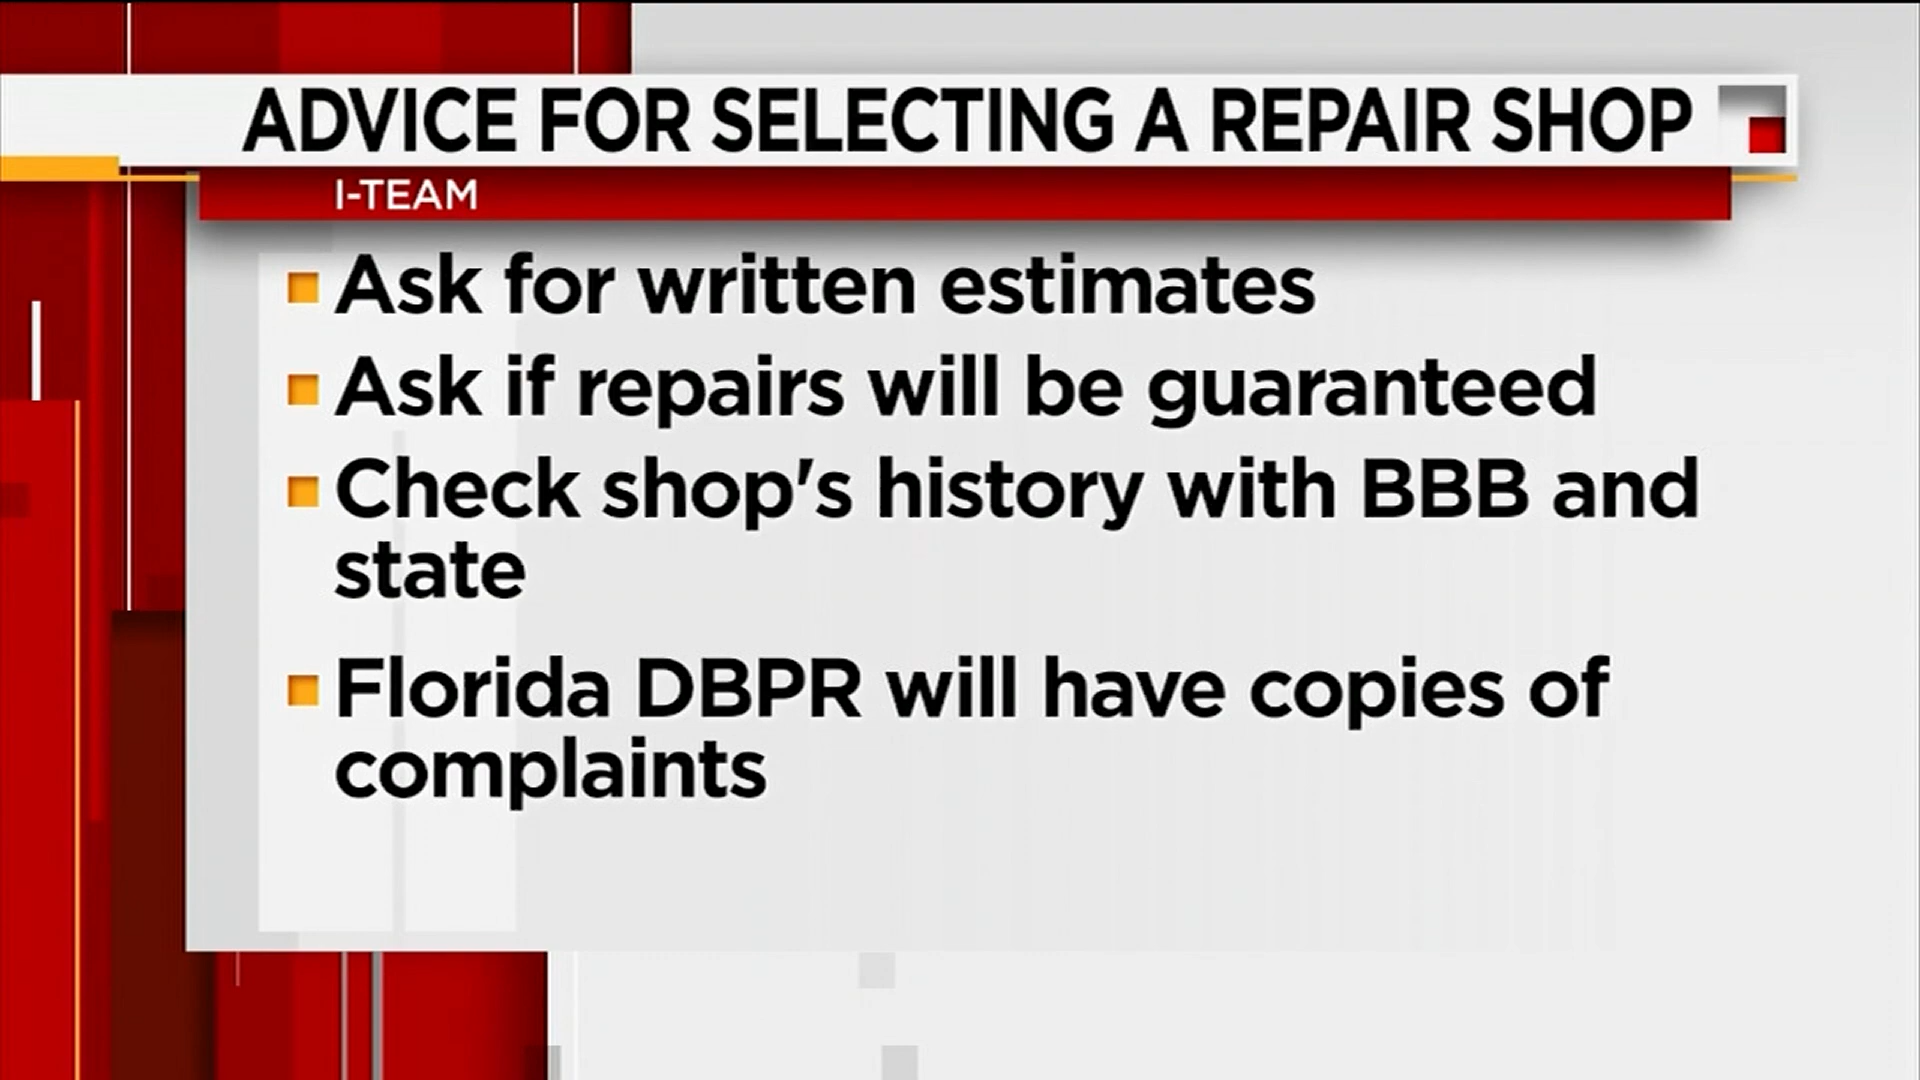 ADVICE FOR SELECTING A REPAIR SHOP
I-TEAM
Ask for written estimates
Ask if repairs will be guaranteed
Check shop's history with BBB and
state
Florida DBPR will have copies of
complaints